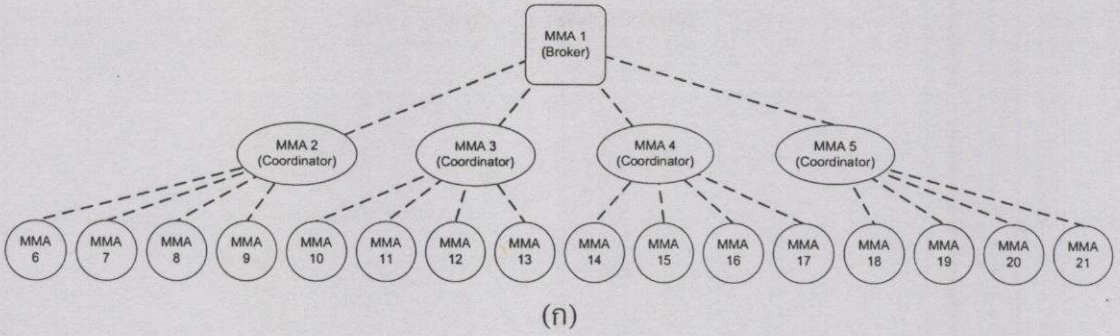 MMA 1
(Broker)
MMA 2
(Coordinator)
MMA 3
(Coordinator)
MMA 4
(Coordinator)
MMA 5
(Coordinator)
MMA
6
MMA
7
MMA
8
MMA
9
MMA
10
MMA
11
MMA
12
MMA
13
MMA
14
MMA
15
MMA
16
MMA
17
MMA
18
MMA
19
MMA
20
MMA
21
(ก)